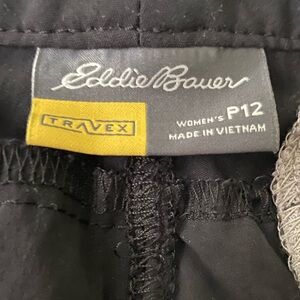 Eddie Bauer
TRAVEX
WOMEN'S P12
MADE IN VIETNAM